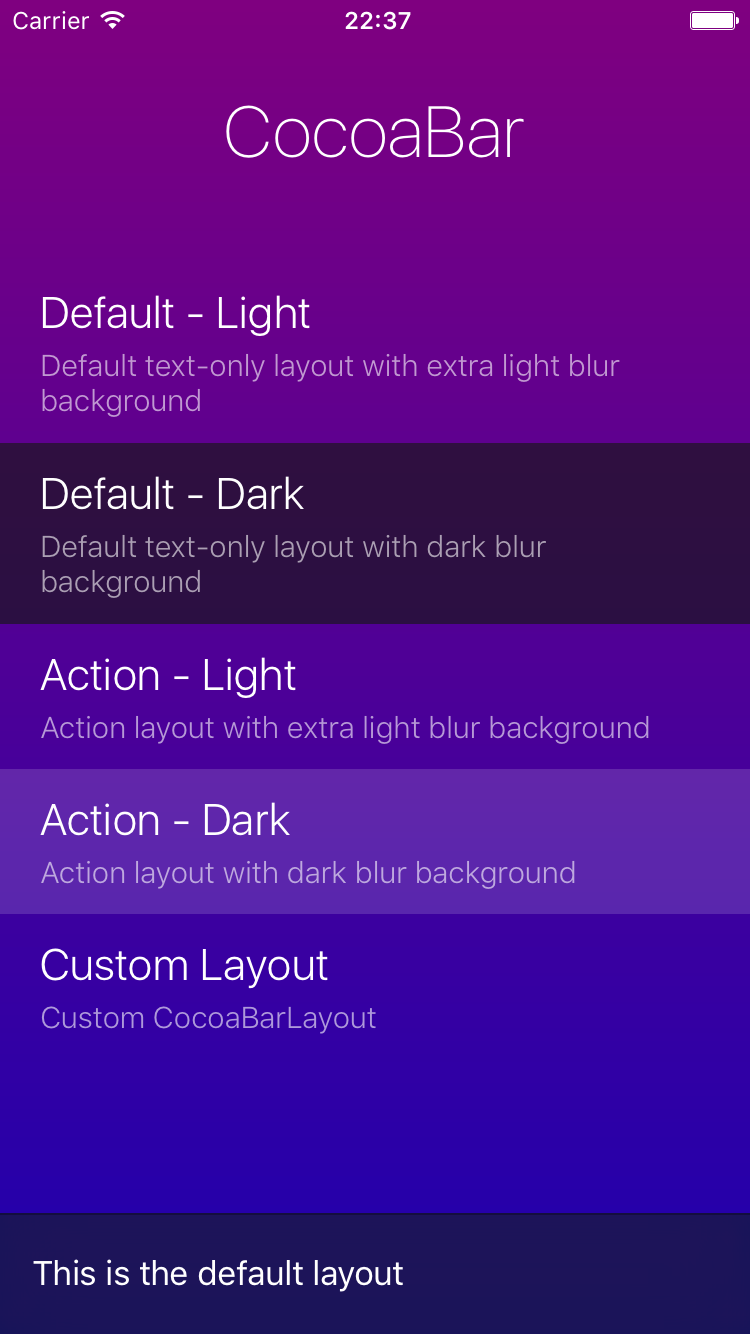 Carrier 22:37
CocoaBar
Default - Light
Default text-only layout with extra light blur
background
Default - Dark
Default text-only layout with dark blur
background
Action - Light
Action layout with extra light blur background
Action - Dark
Action layout with dark blur background
Custom Layout
Custom CocoaBarLayout
This is the default layout